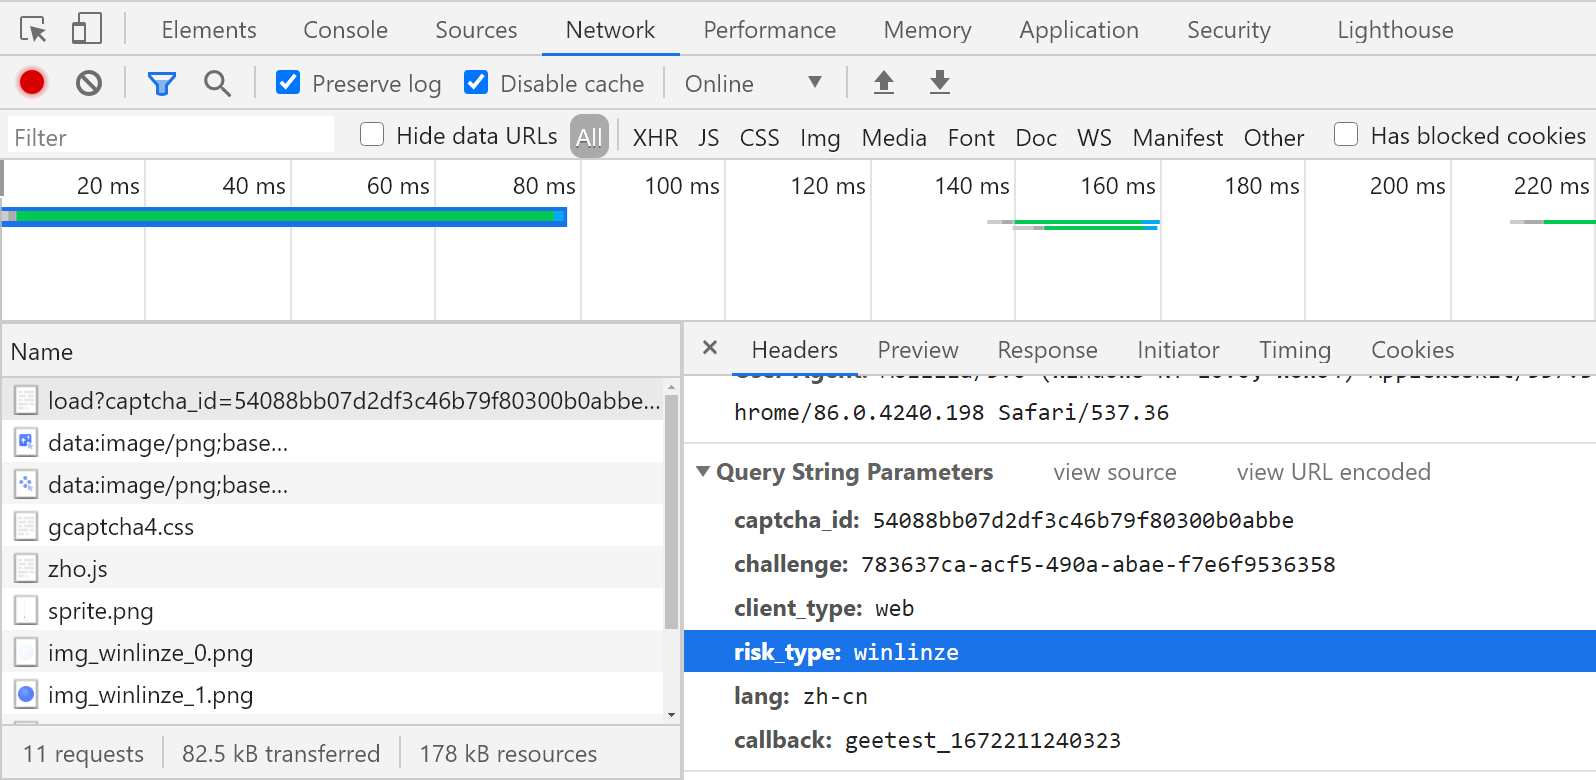 Elements Console Sources Network Performance Memory Application Security Lighthouse
Preserve log Disable cache Online
Filter Hide data URLs All XHR JS CSS Img Media Font Doc WS Manifest Other Has blocked cookies
20 ms 40 ms 60 ms 80 ms 100 ms 120 ms 140 ms 160 ms 180 ms 200 ms 220 ms
Name
load?captcha_id=54088bb07d2df3c46b79f80300b0abbe...
data:image/png;base...
data:image/png;base...
gcaptcha4.css
zho.js
sprite.png
img_winlinze_0.png
img_winlinze_1.png
11 requests 82.5 kB transferred 178 kB resources
Headers Preview Response Initiator Timing Cookies
hrome/86.0.4240.198 Safari/537.36
Query String Parameters view source view URL encoded
captcha_id: 54088bb07d2df3c46b79f80300b0abbe
challenge: 783637ca-acf5-490a-abae-f7e6f9536358
client_type: web
risk_type: winlinze
lang: zh-cn
callback: geetest_1672211240323